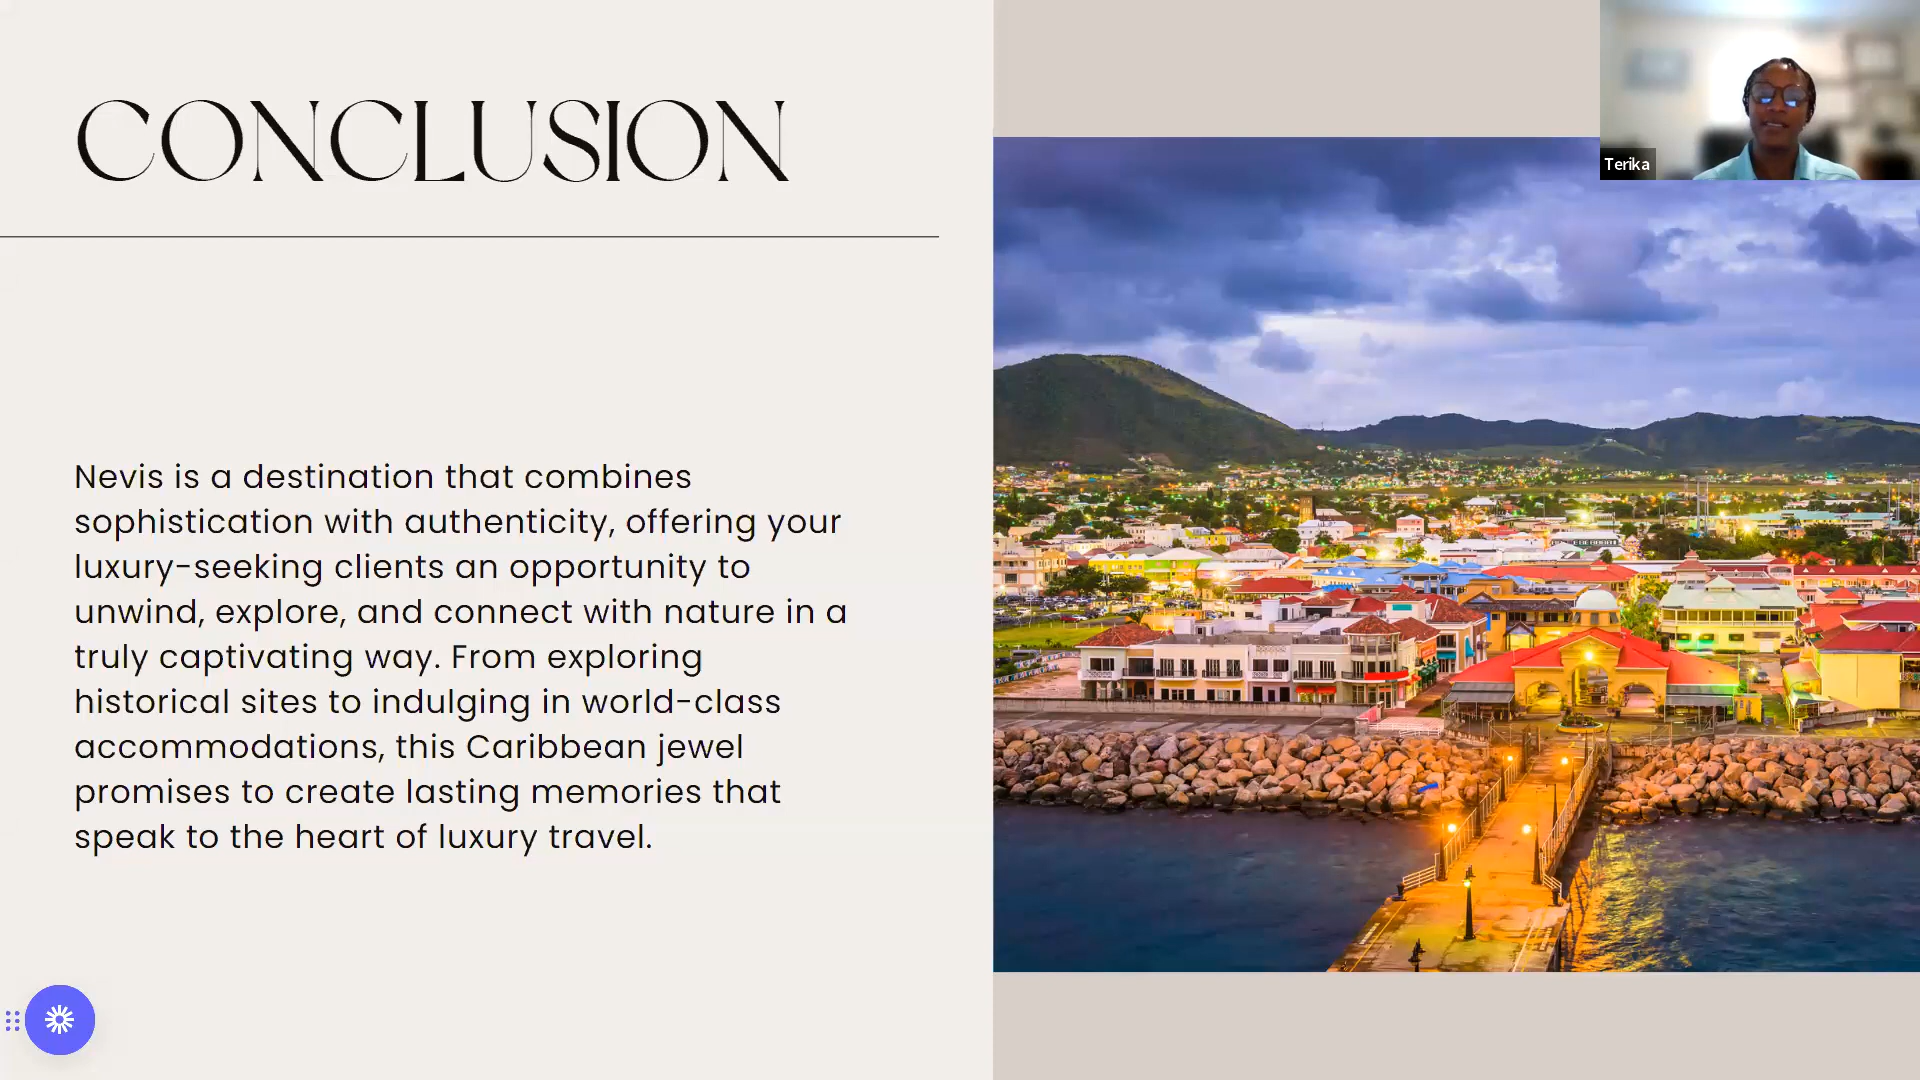 CONCLUSION
Nevis is a destination that combines
sophistication with authenticity, offering your
luxury-seeking clients an opportunity to
unwind, explore, and connect with nature in a
truly captivating way. From exploring
historical sites to indulging in world-class
accommodations, this Caribbean jewel
promises to create lasting memories that
speak to the heart of luxury travel.
Terika